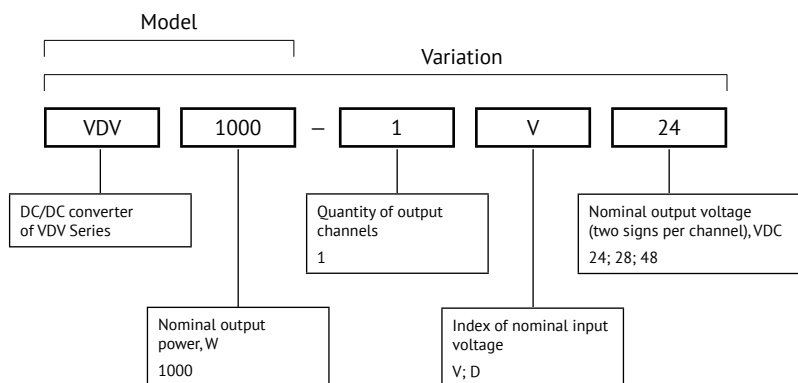 Model
Variation
VDV 1000 – 1 V 24
DC/DC converter
of VDV Series
Quantity of output
channels
1
Nominal output voltage
(two signs per channel), VDC
24; 28; 48
Nominal output
power, W
1000
Index of nominal input
voltage
V; D